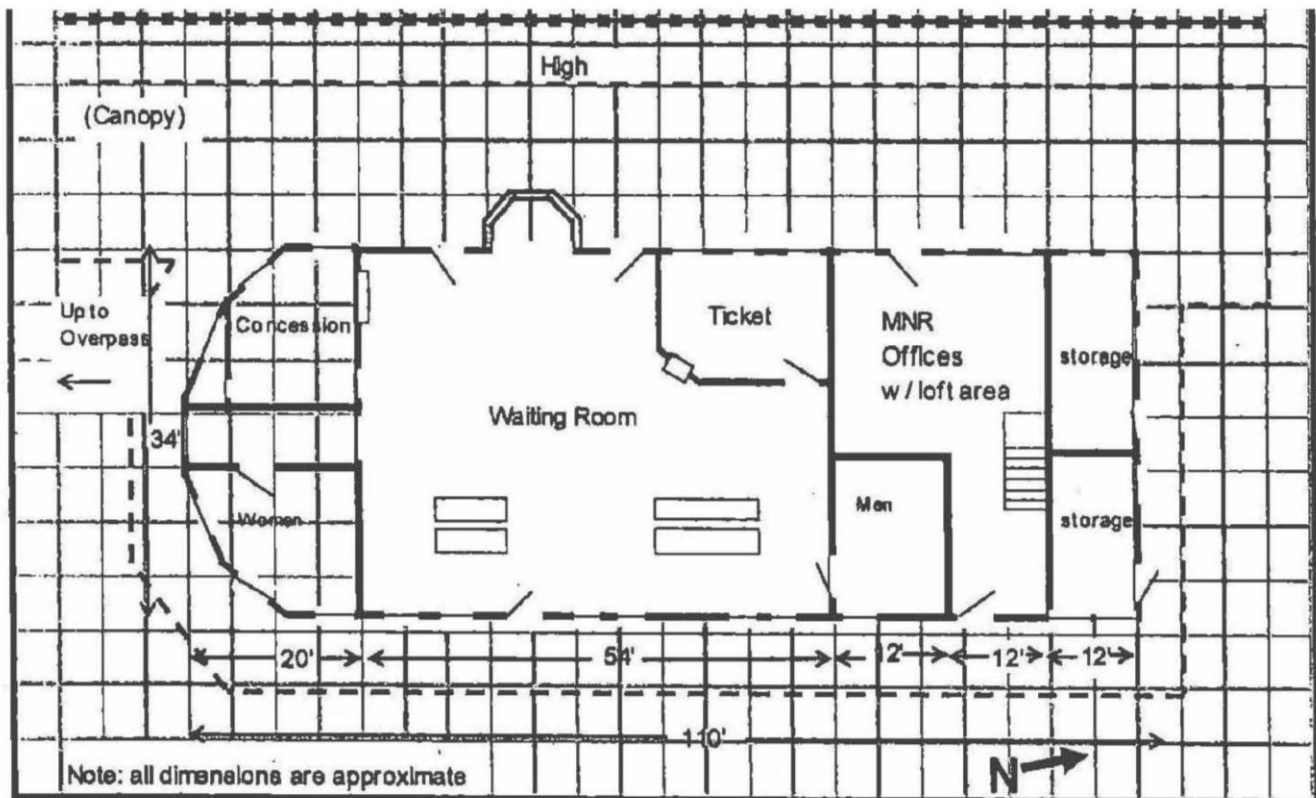 High
(Canopy)
Up to
Overpass
Concession
Ticket
MNR
Offices
w / loft area
storage
Waiting Room
34'
Women
Men
storage
20'
54'
12'
12'
12'
110'
N
Note: all dimensions are approximate